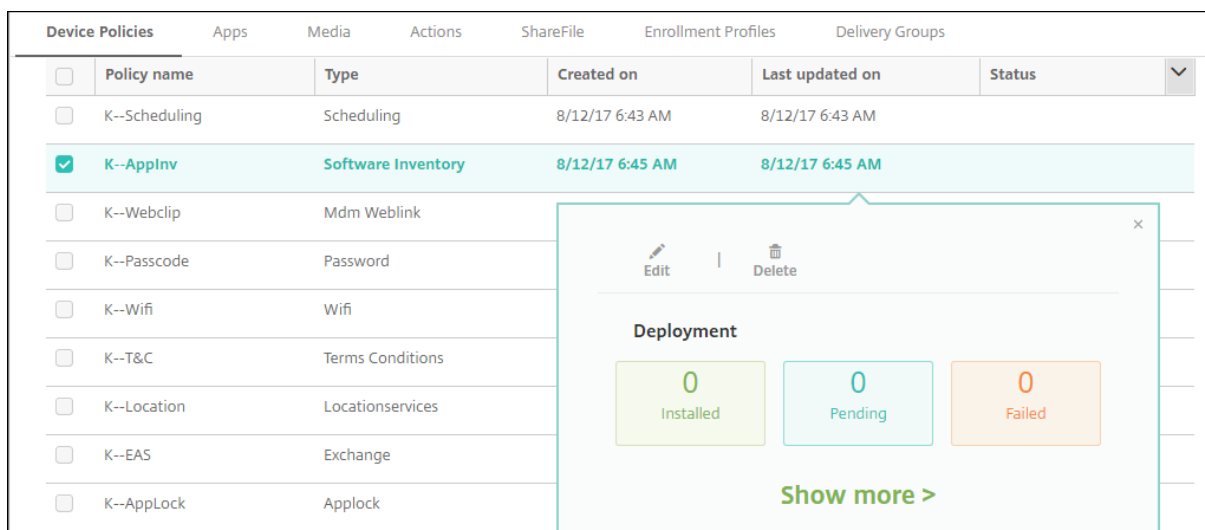 Device Policies Apps Media Actions ShareFile Enrollment Profiles Delivery Groups
Policy name Type Created on Last updated on Status
K--Scheduling Scheduling 8/12/17 6:43 AM 8/12/17 6:43 AM
K--AppInv Software Inventory 8/12/17 6:45 AM 8/12/17 6:45 AM
K--Webclip Mdm Weblink
K--Passcode Password
K--Wifi Wifi
K--T&C Terms Conditions
K--Location Locationservices
K--EAS Exchange
K--AppLock Applock
×
Edit | Delete
Deployment
0 0 0
Installed Pending Failed
Show more >